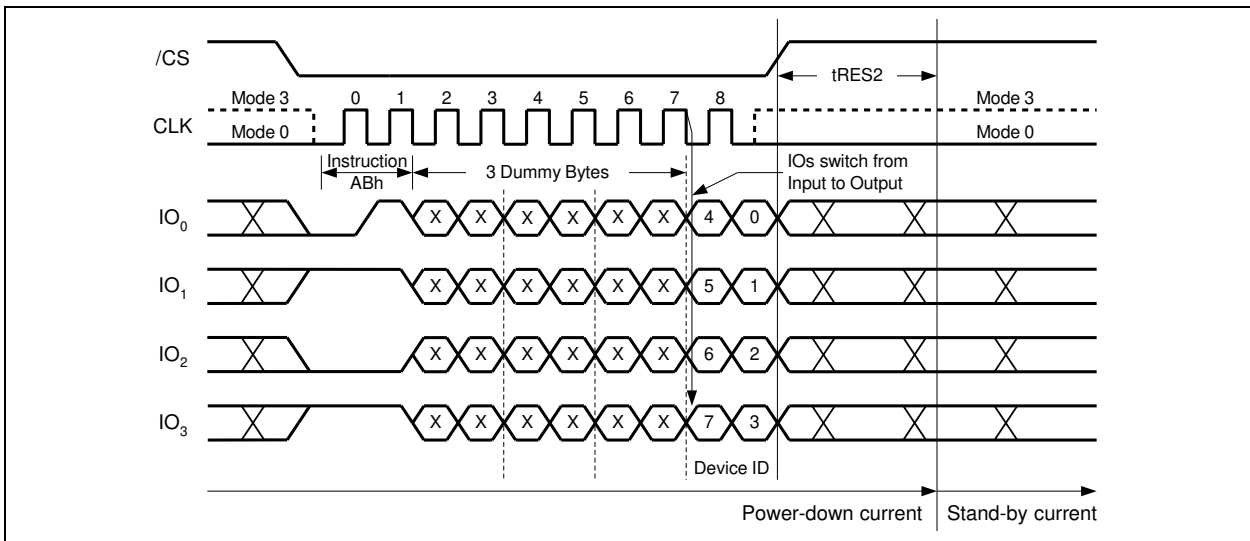 /CS
tRES2
Mode 3 0 1 2 3 4 5 6 7 8 Mode 3
CLK
Mode 0 Mode 0
Instruction
ABh
3 Dummy Bytes
IOs switch from
Input to Output
IO0 X X X X X X 4 0
IO1 X X X X X X 5 1
IO2 X X X X X X 6 2
IO3 X X X X X X 7 3
Device ID
Power-down current Stand-by current